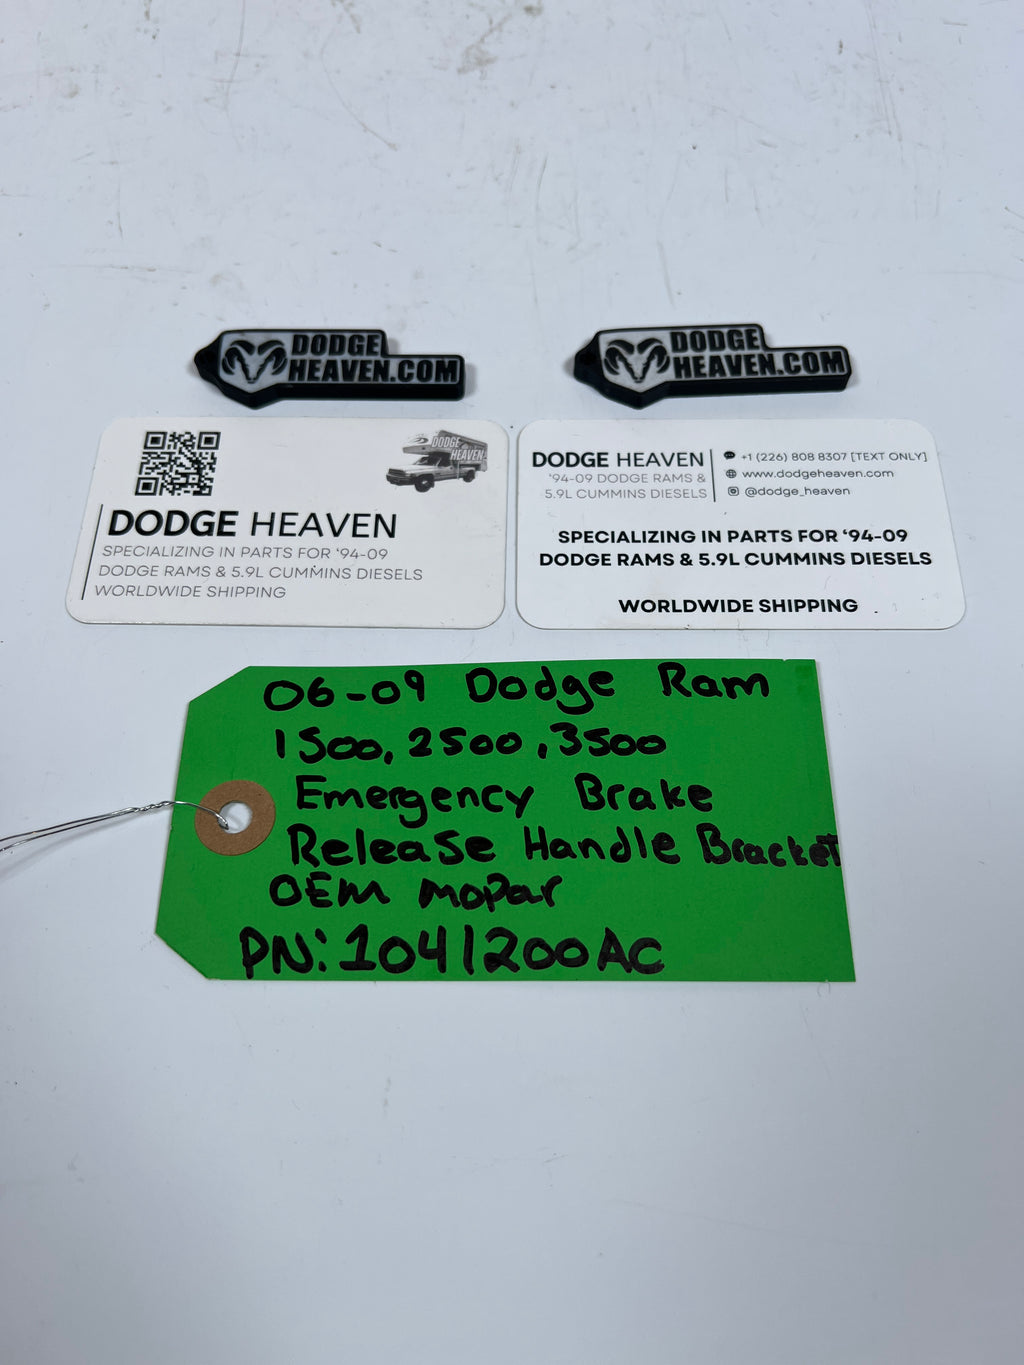 DODGE
HEAVEN.COM
DODGE
HEAVEN.COM
DODGE
HEAVEN
DODGE HEAVEN
SPECIALIZING IN PARTS FOR ‘94-09
DODGE RAMS & 5.9L CUMMINS DIESELS
WORLDWIDE SHIPPING
DODGE HEAVEN
‘94-09 DODGE RAMS &
5.9L CUMMINS DIESELS
+1 (226) 808 8307 [TEXT ONLY]
www.dodgeheaven.com
@dodge_heaven
SPECIALIZING IN PARTS FOR ‘94-09
DODGE RAMS & 5.9L CUMMINS DIESELS
WORLDWIDE SHIPPING
06-09 Dodge Ram
1500, 2500, 3500
Emergency Brake
Release Handle Bracket
OEM mopar
PN: 1041200AC